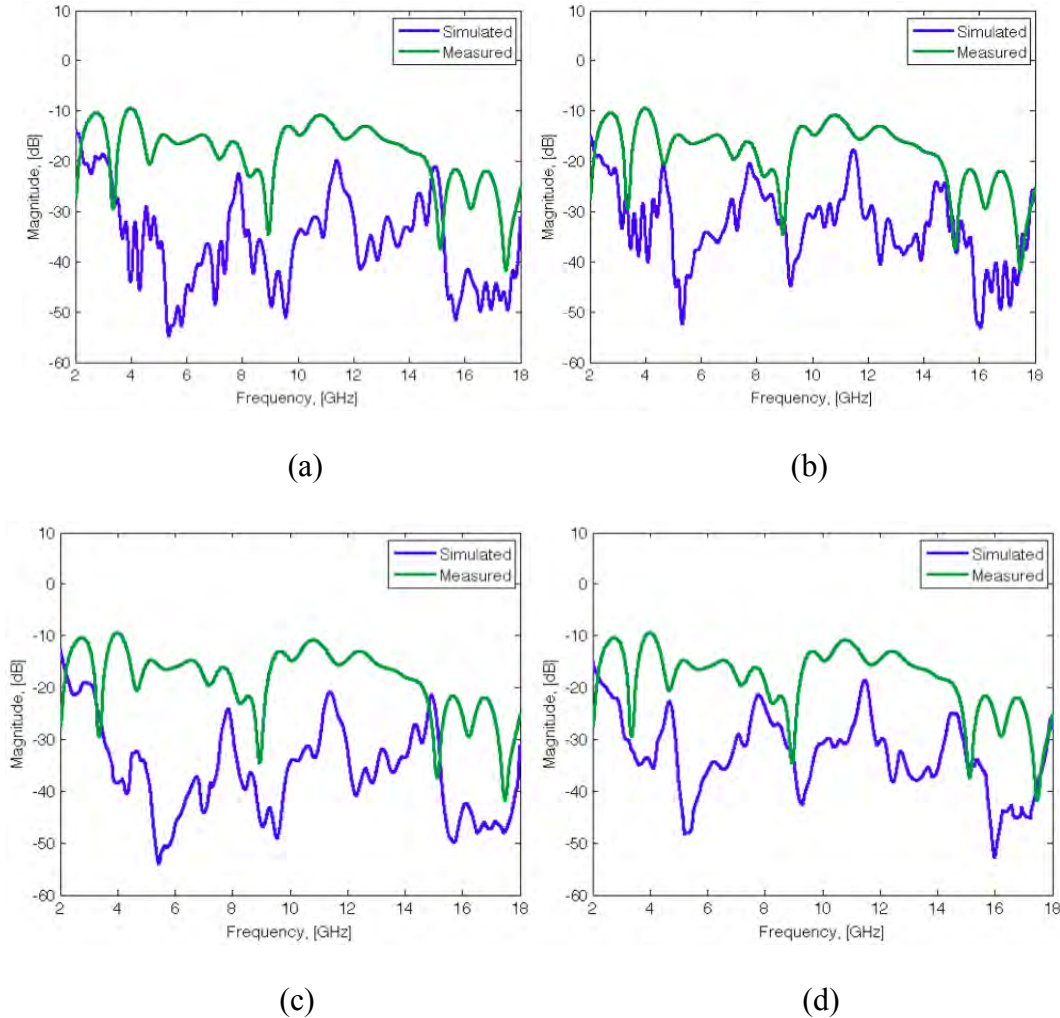 10
0
-10
-20
-30
-40
-50
-60
Magnitude, [dB]
2 4 6 8 10 12 14 16 18
Frequency, [GHz]
Simulated
Measured
(a)
10
0
-10
-20
-30
-40
-50
-60
Magnitude, [dB]
2 4 6 8 10 12 14 16 18
Frequency, [GHz]
Simulated
Measured
(b)
10
0
-10
-20
-30
-40
-50
-60
Magnitude, [dB]
2 4 6 8 10 12 14 16 18
Frequency, [GHz]
Simulated
Measured
(c)
10
0
-10
-20
-30
-40
-50
-60
Magnitude, [dB]
2 4 6 8 10 12 14 16 18
Frequency, [GHz]
Simulated
Measured
(d)